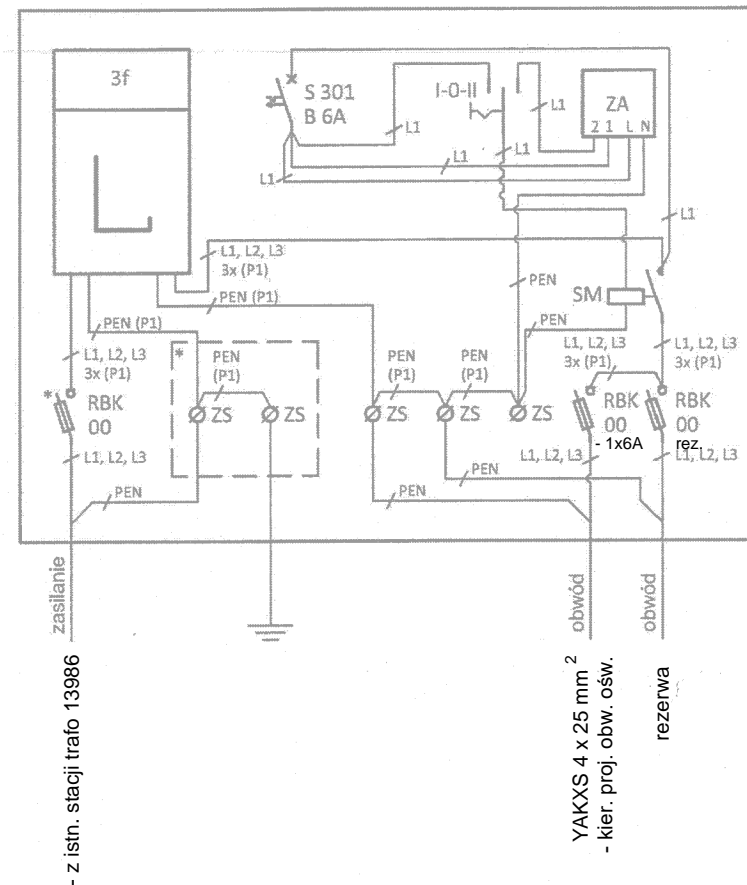 3f
S 301
B 6A
I-0-II
ZA
2 1 L N
L1
L1
L1
L1
L1
L1
L1
L1, L2, L3
3x (P1)
PEN (P1)
PEN (P1)
PEN
SM
PEN
L1, L2, L3
3x (P1)
*
PEN
(P1)
PEN
(P1)
PEN
(P1)
L1, L2, L3
3x (P1)
L1, L2, L3
3x (P1)
*
RBK
00
ZS
ZS
ZS
ZS
ZS
RBK
00
- 1x6A
RBK
00
rez.
L1, L2, L3
L1, L2, L3
L1, L2, L3
PEN
PEN
PEN
zasilanie
obwód
obwód
- z istn. stacji trafo 13986
YAKXS 4 x 25 mm 2
- kier. proj. obw. ośw.
rezerwa